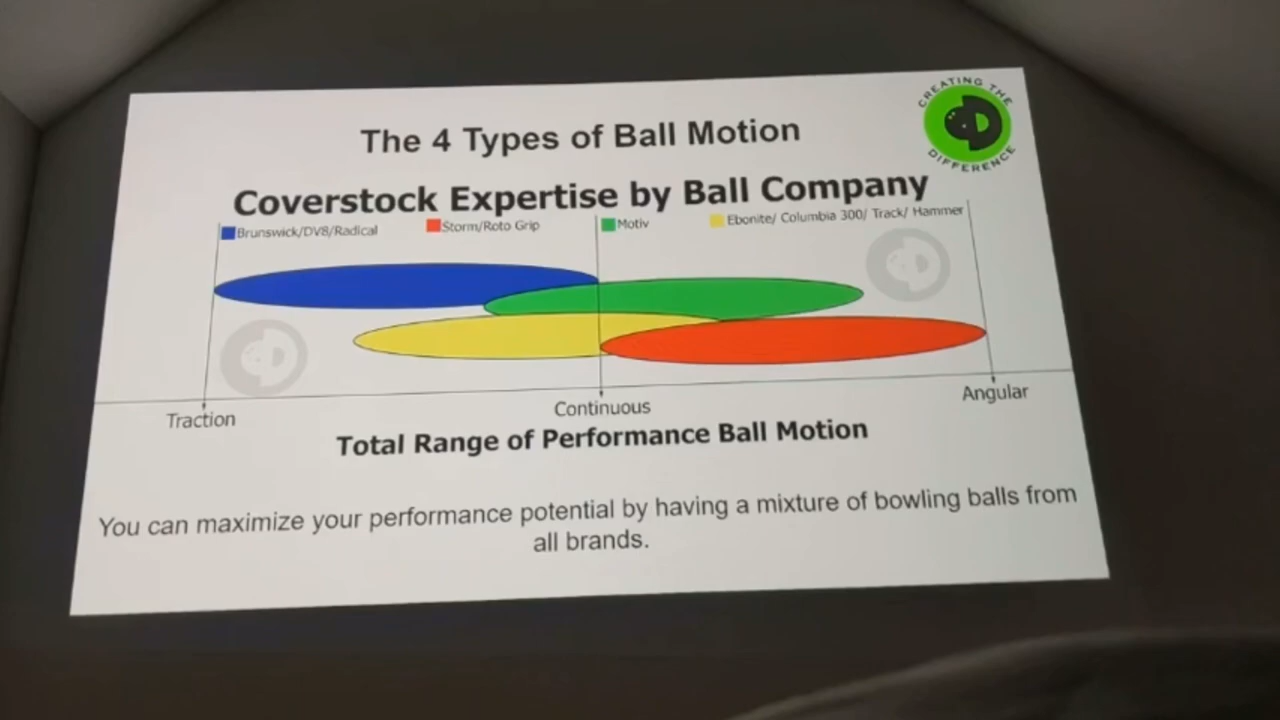 CREATING THE
DIFFERENCE
The 4 Types of Ball Motion
Coverstock Expertise by Ball Company
Brunswick/DV8/Radical Storm/Roto Grip Motiv Ebonite/ Columbia 300/ Track/ Hammer
Traction Continuous Angular
Total Range of Performance Ball Motion
You can maximize your performance potential by having a mixture of bowling balls from
all brands.